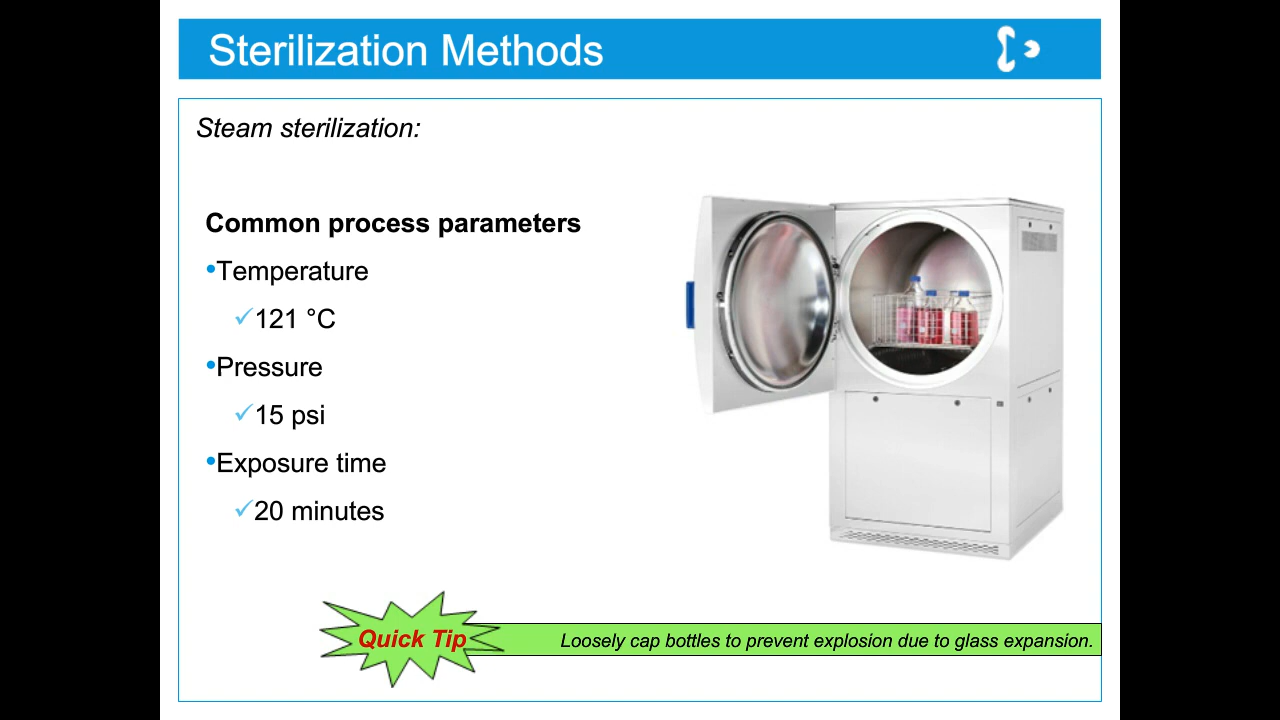 Sterilization Methods
Steam sterilization:
Common process parameters
•Temperature
✓121 °C
•Pressure
✓15 psi
•Exposure time
✓20 minutes
Quick Tip
Loosely cap bottles to prevent explosion due to glass expansion.